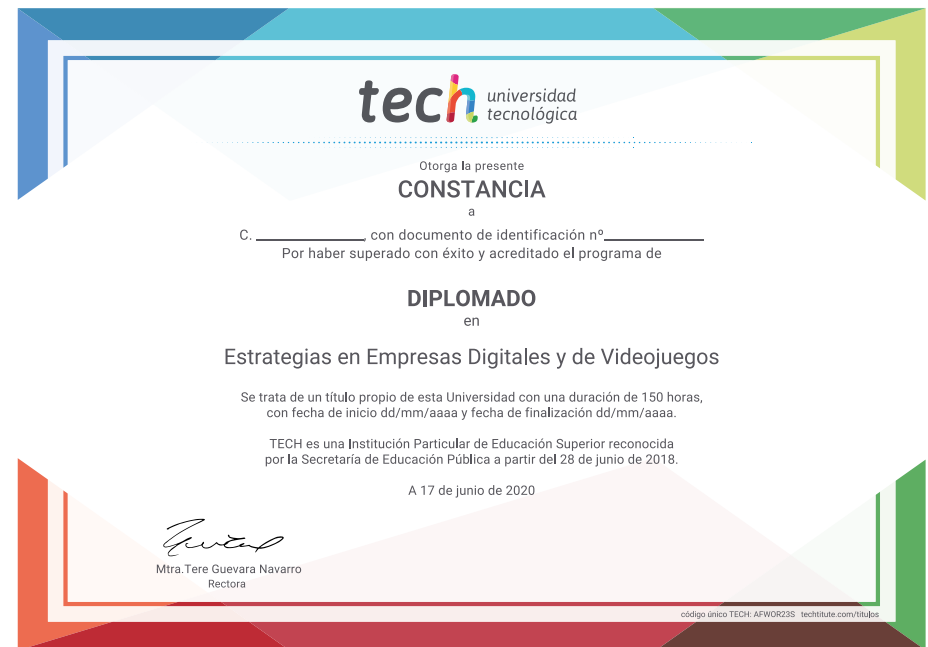 tech universidad
tecnológica
Otorga la presente
CONSTANCIA
a
C. ______________, con documento de identificación nº_____________
Por haber superado con éxito y acreditado el programa de
DIPLOMADO
en
Estrategias en Empresas Digitales y de Videojuegos
Se trata de un título propio de esta Universidad con una duración de 150 horas,
con fecha de inicio dd/mm/aaaa y fecha de finalización dd/mm/aaaa.
TECH es una Institución Particular de Educación Superior reconocida
por la Secretaría de Educación Pública a partir del 28 de junio de 2018.
A 17 de junio de 2020
Mtra.Tere Guevara Navarro
Rectora
código único TECH: AFWOR23S techtitute.com/titulos